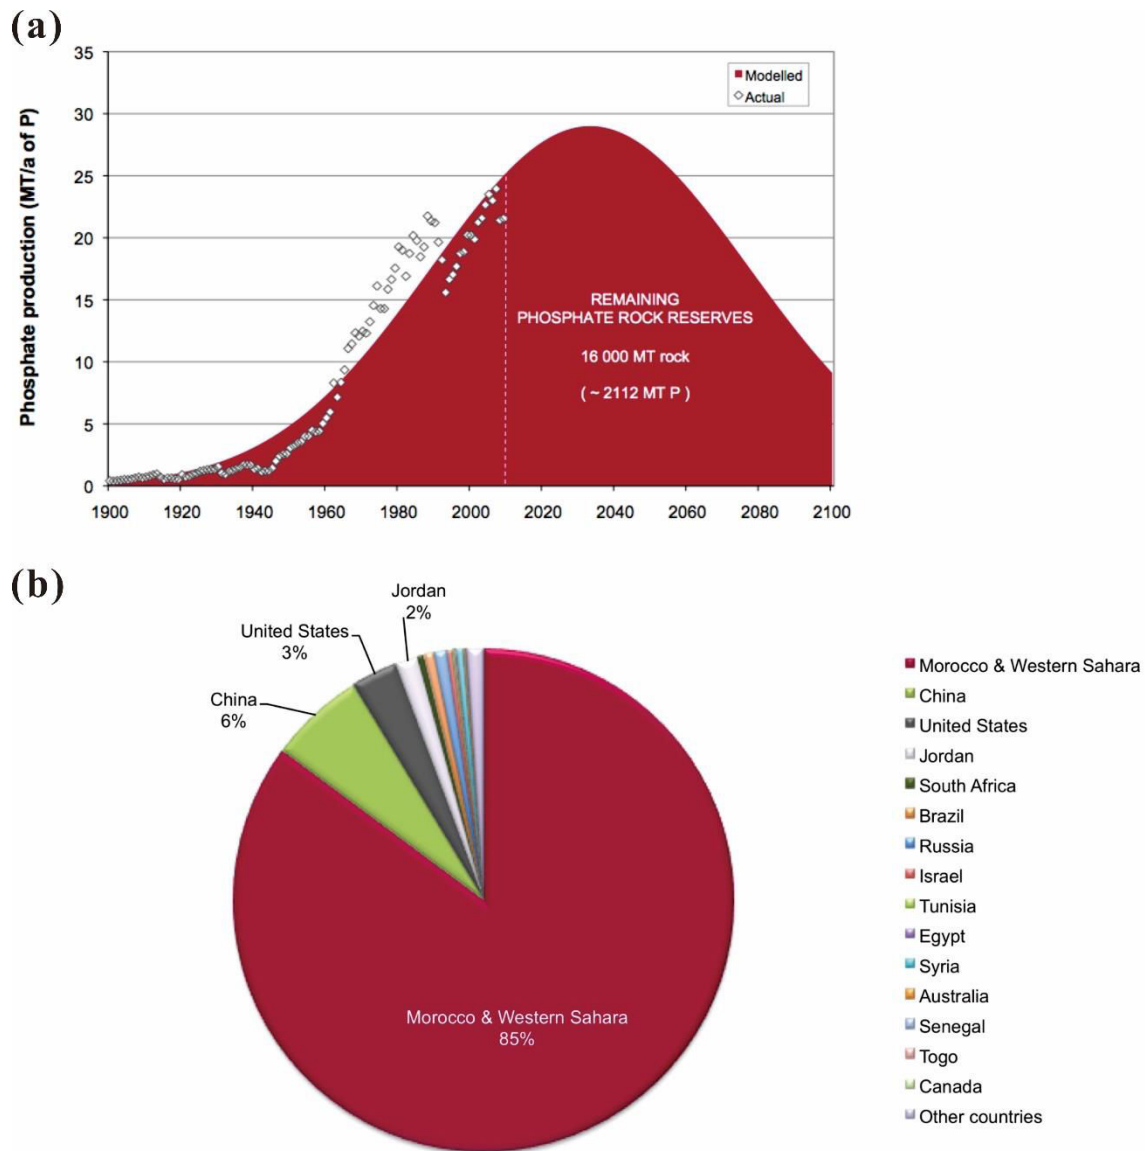 (a)
35
30
25
20
15
10
5
0
Phosphate production (MT/a of P)
Modelled
Actual
REMAINING
PHOSPHATE ROCK RESERVES
16 000 MT rock
( ~ 2112 MT P )
1900 1920 1940 1960 1980 2000 2020 2040 2060 2080 2100
(b)
Jordan
2%
United States
3%
China
6%
Morocco & Western Sahara
85%
Morocco & Western Sahara
China
United States
Jordan
South Africa
Brazil
Russia
Israel
Tunisia
Egypt
Syria
Australia
Senegal
Togo
Canada
Other countries